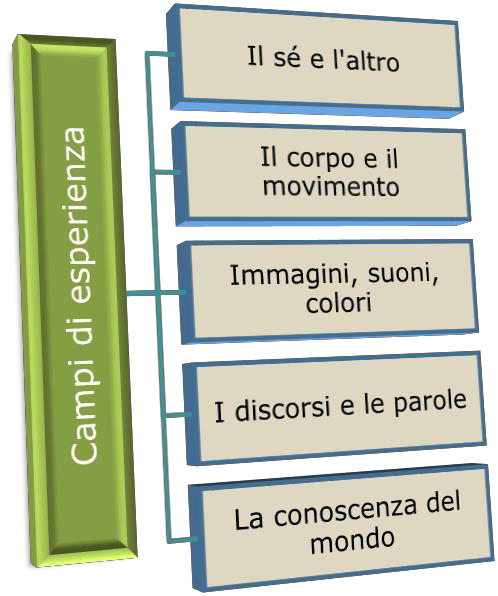 Campi di esperienza
Il sé e l'altro
Il corpo e il
movimento
Immagini, suoni,
colori
I discorsi e le parole
La conoscenza del
mondo